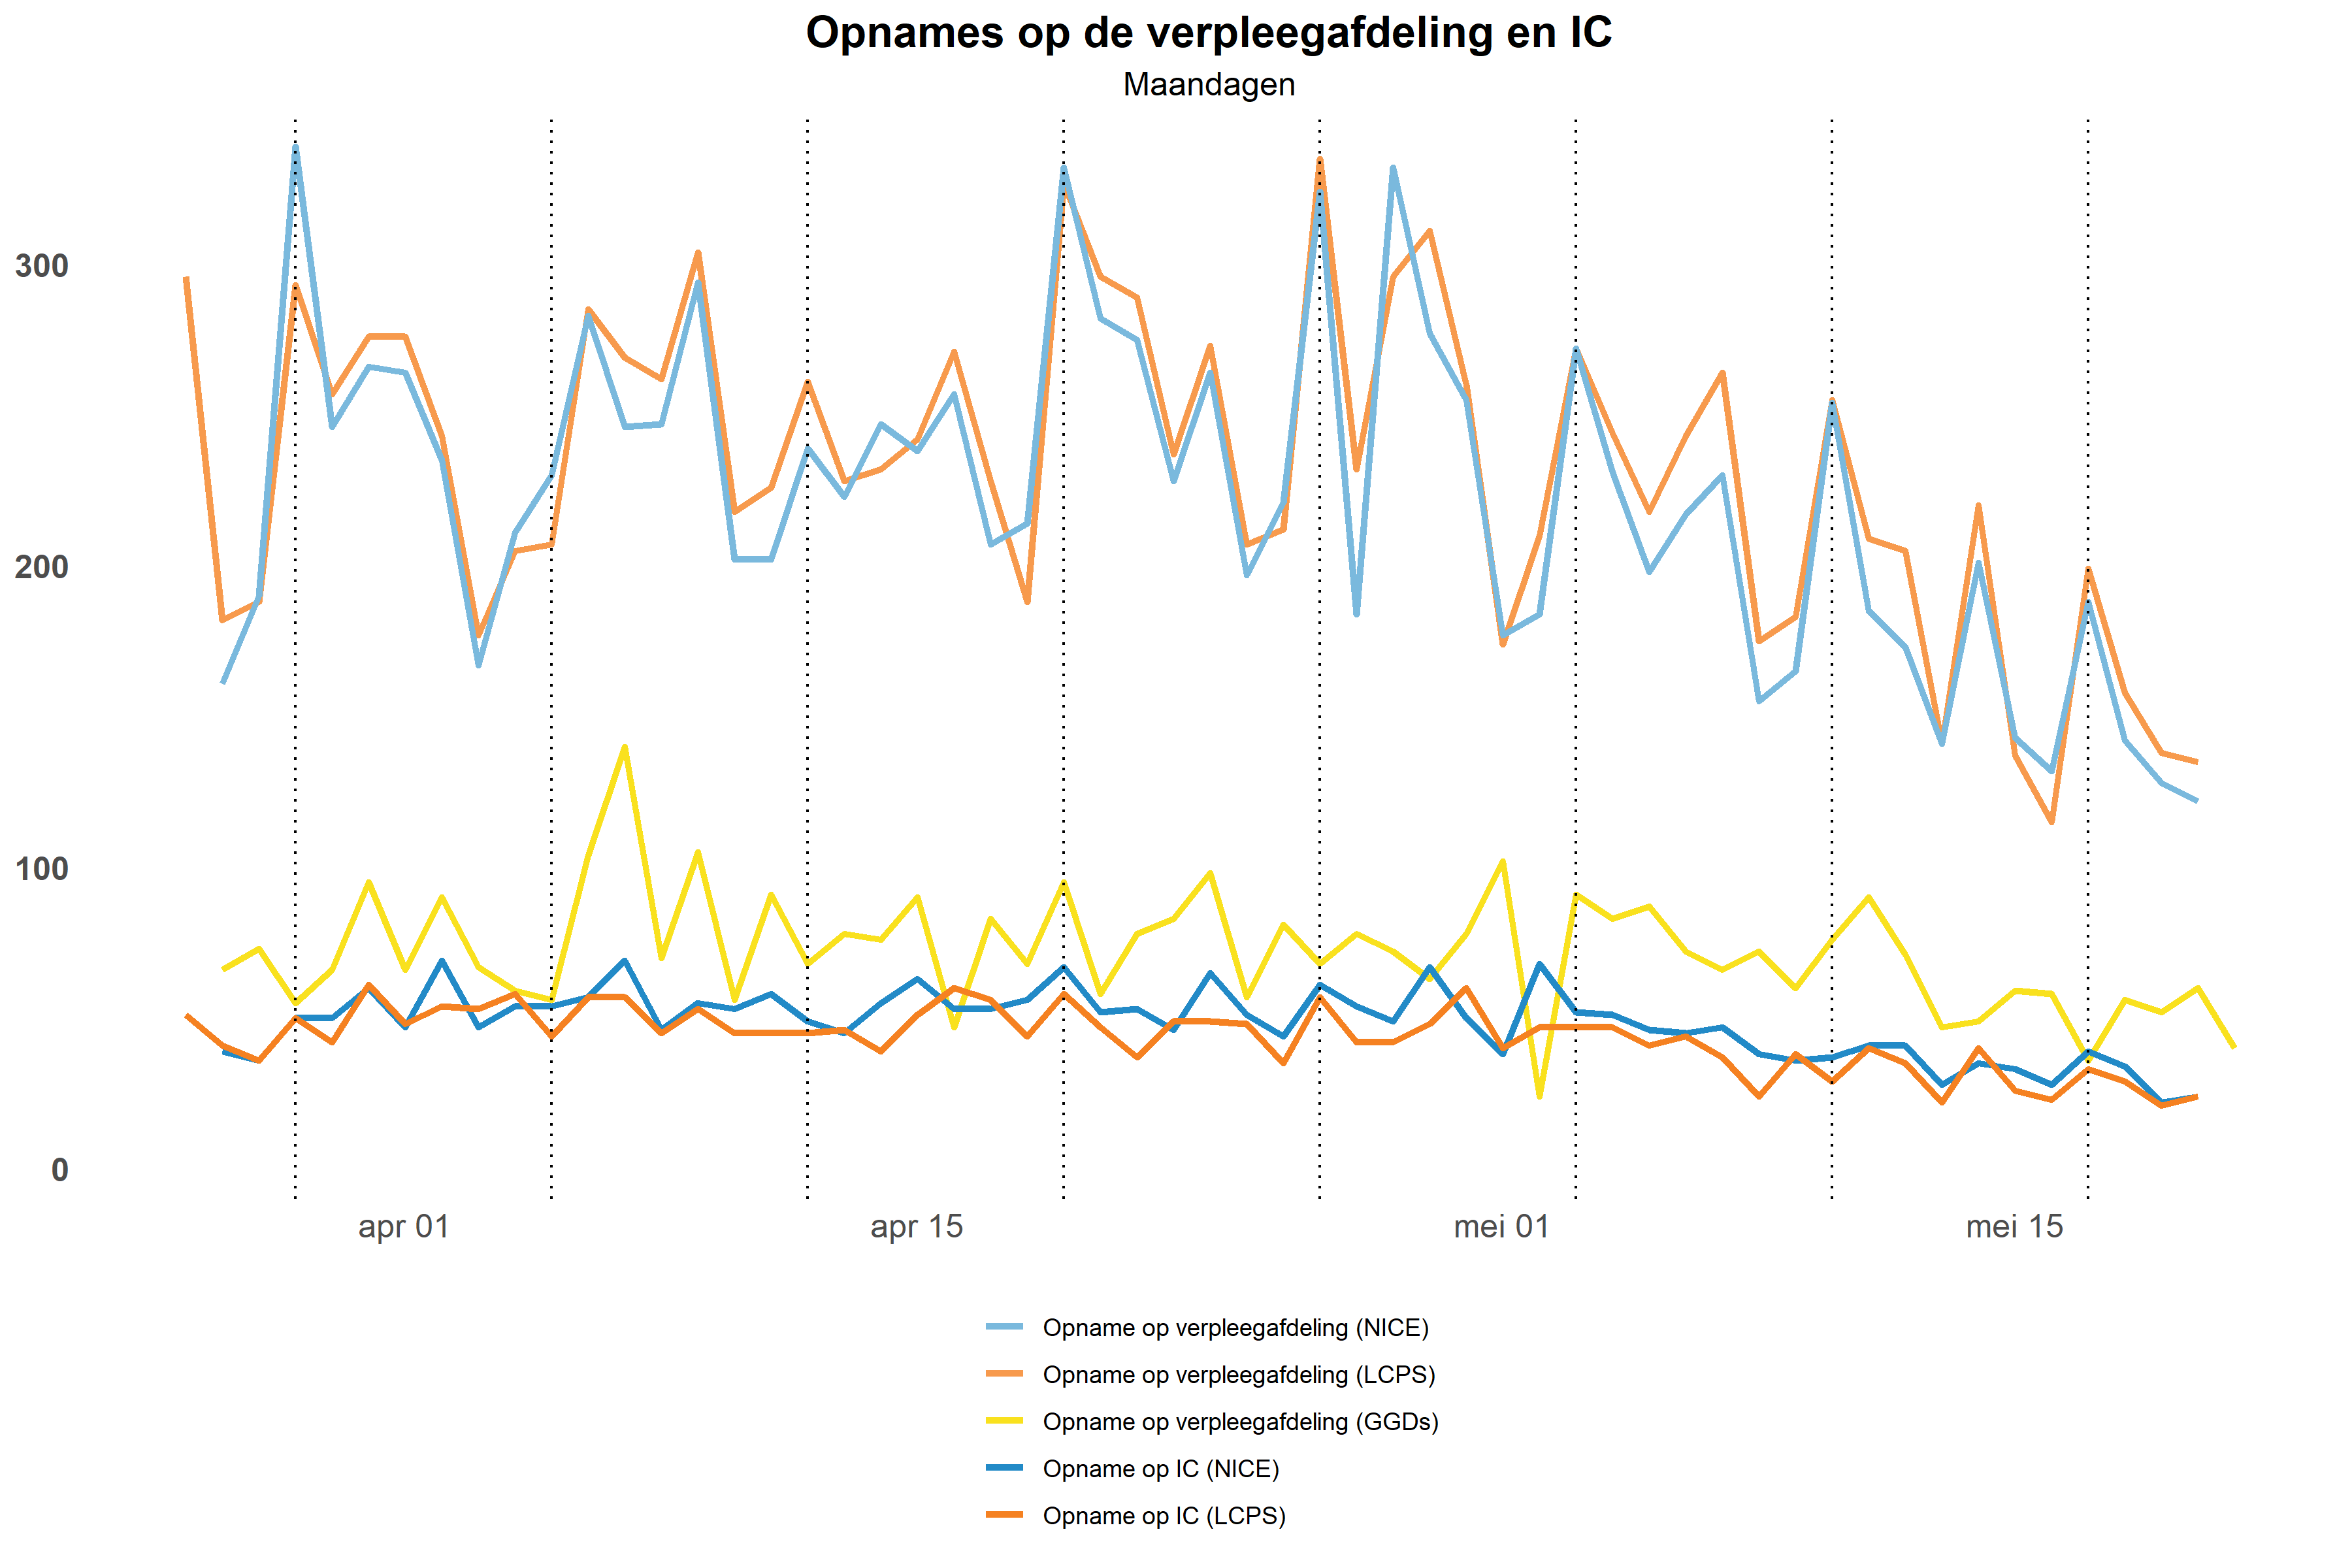 Opnames op de verpleegafdeling en IC
Maandagen
300
200
100
0
apr 01
apr 15
mei 01
mei 15
Opname op verpleegafdeling (NICE)
Opname op verpleegafdeling (LCPS)
Opname op verpleegafdeling (GGDs)
Opname op IC (NICE)
Opname op IC (LCPS)